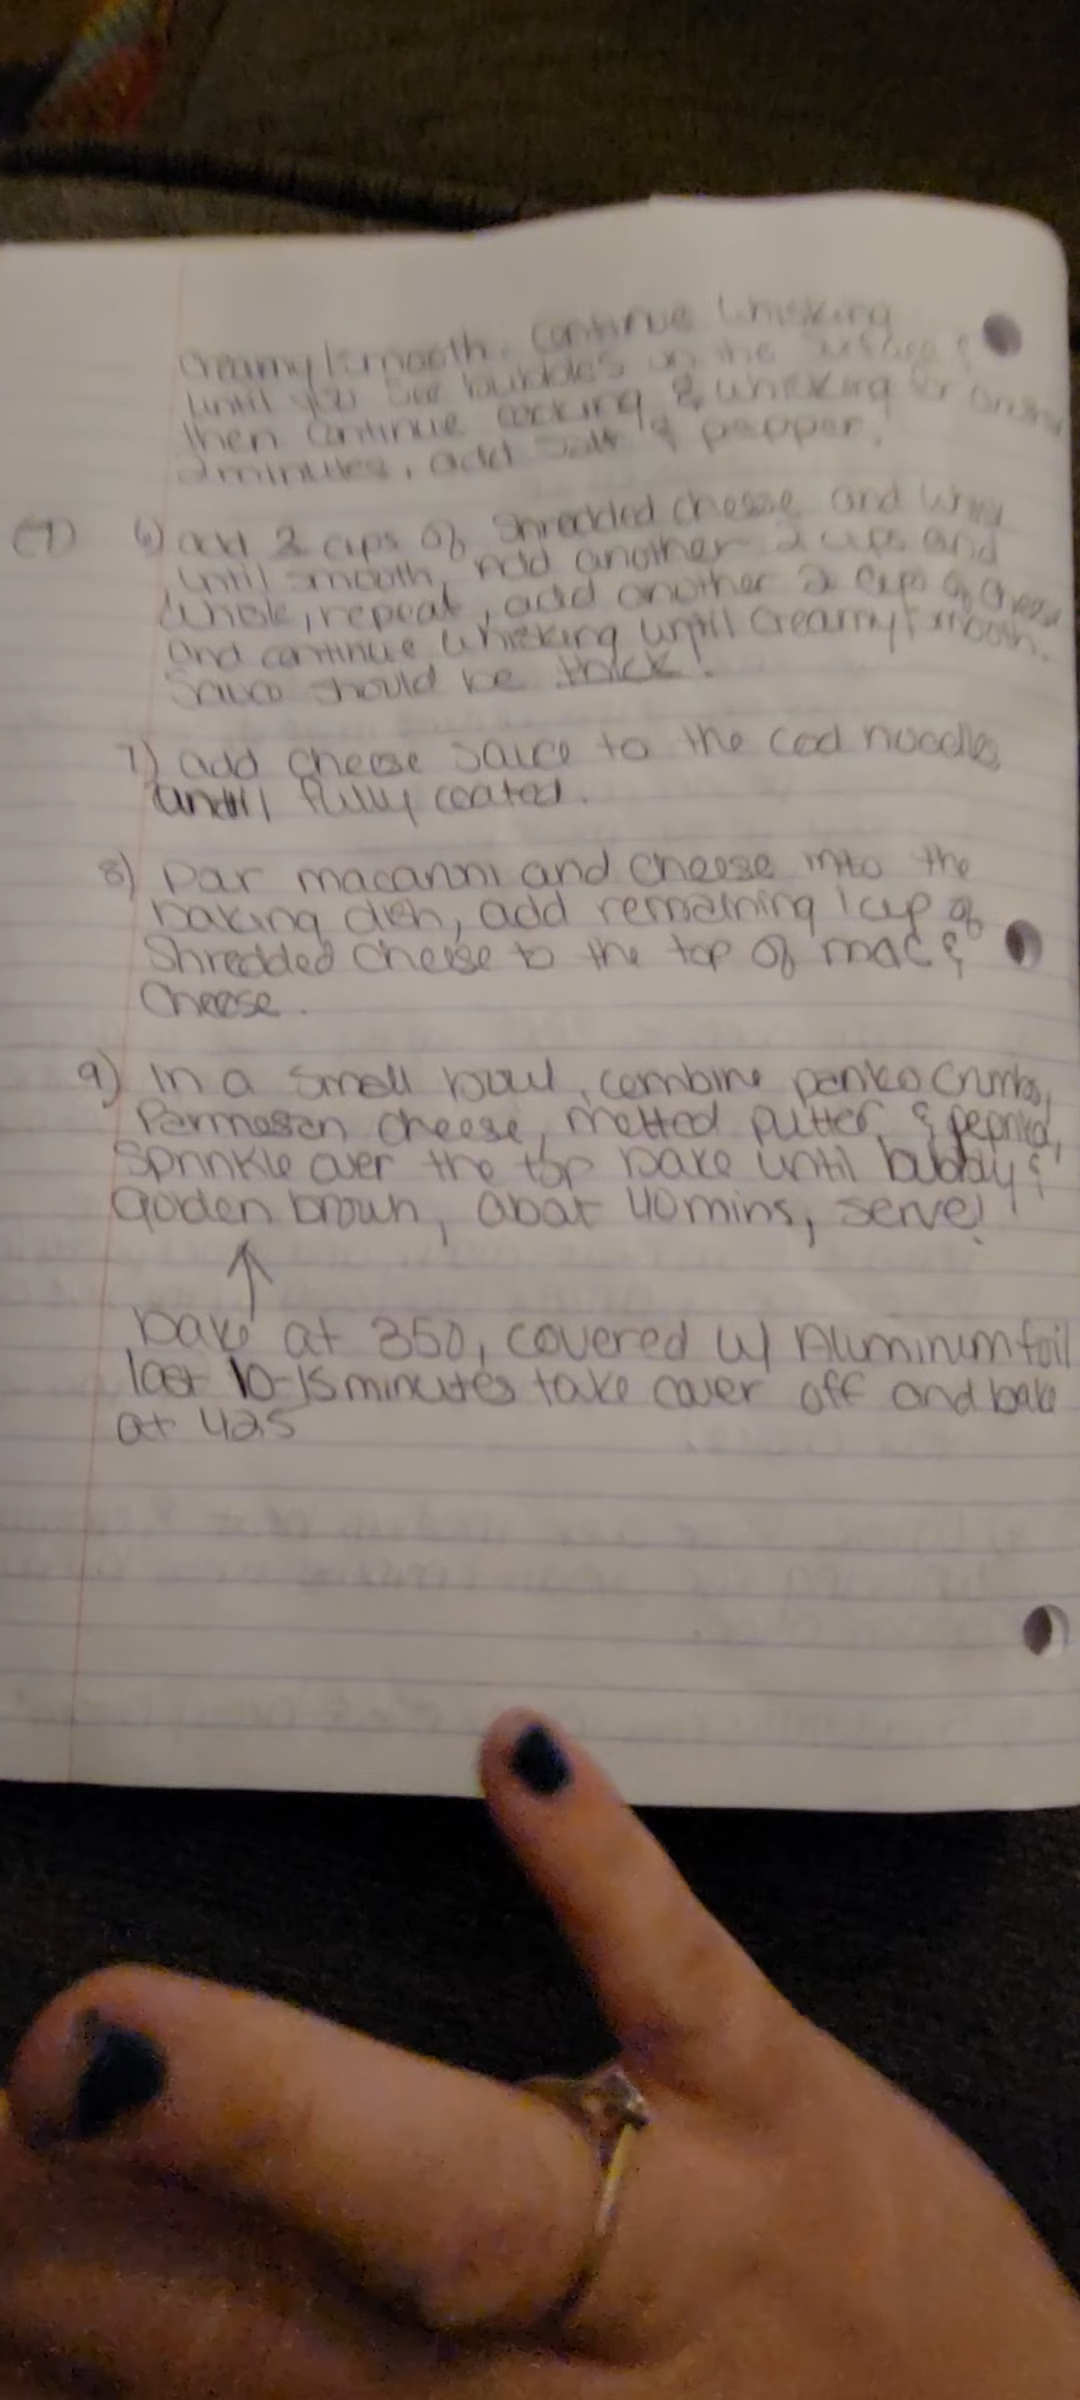 creamy/smooth. continue whisking
until you see bubbles on the surface &
then continue cooking & whisking for
2 minutes, add salt & pepper.
6) add 2 cups of shredded cheese and
until smooth, Add another 2 cups and
whisk, repeat, add another 2 cups of cheese
and continue whisking until creamy & smooth.
Sauce should be thick!
7) add cheese sauce to the cool noodles
untill fully coated.
8) Pour macaroni and cheese into the
baking dish, add remaining 1 cup of
Shredded cheese to the top of mac &
Cheese.
9) In a small bowl, combine panko crumbs,
Parmesan cheese, melted butter, & paprika,
Sprinkle over the top bake until bubbly &
Golden brown, about 40 mins, serve!
↑
bake at 350, covered w/ Aluminum foil
last 10-15 minutes take cover off and bake
at 425